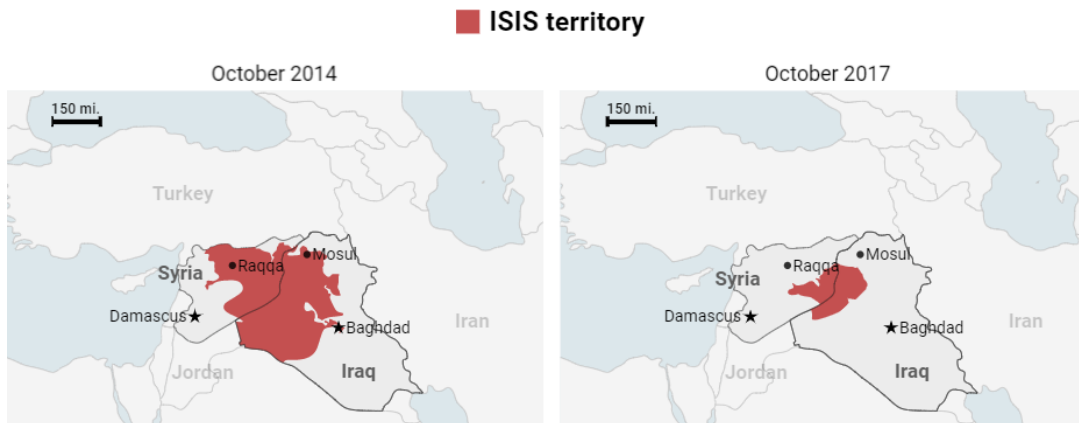 ISIS territory
October 2014
150 mi.
Turkey
Mosul
Raqqa
Syria
Damascus
Baghdad
Iran
Jordan
Iraq
October 2017
150 mi.
Turkey
Mosul
Raqqa
Syria
Damascus
Baghdad
Iran
Jordan
Iraq